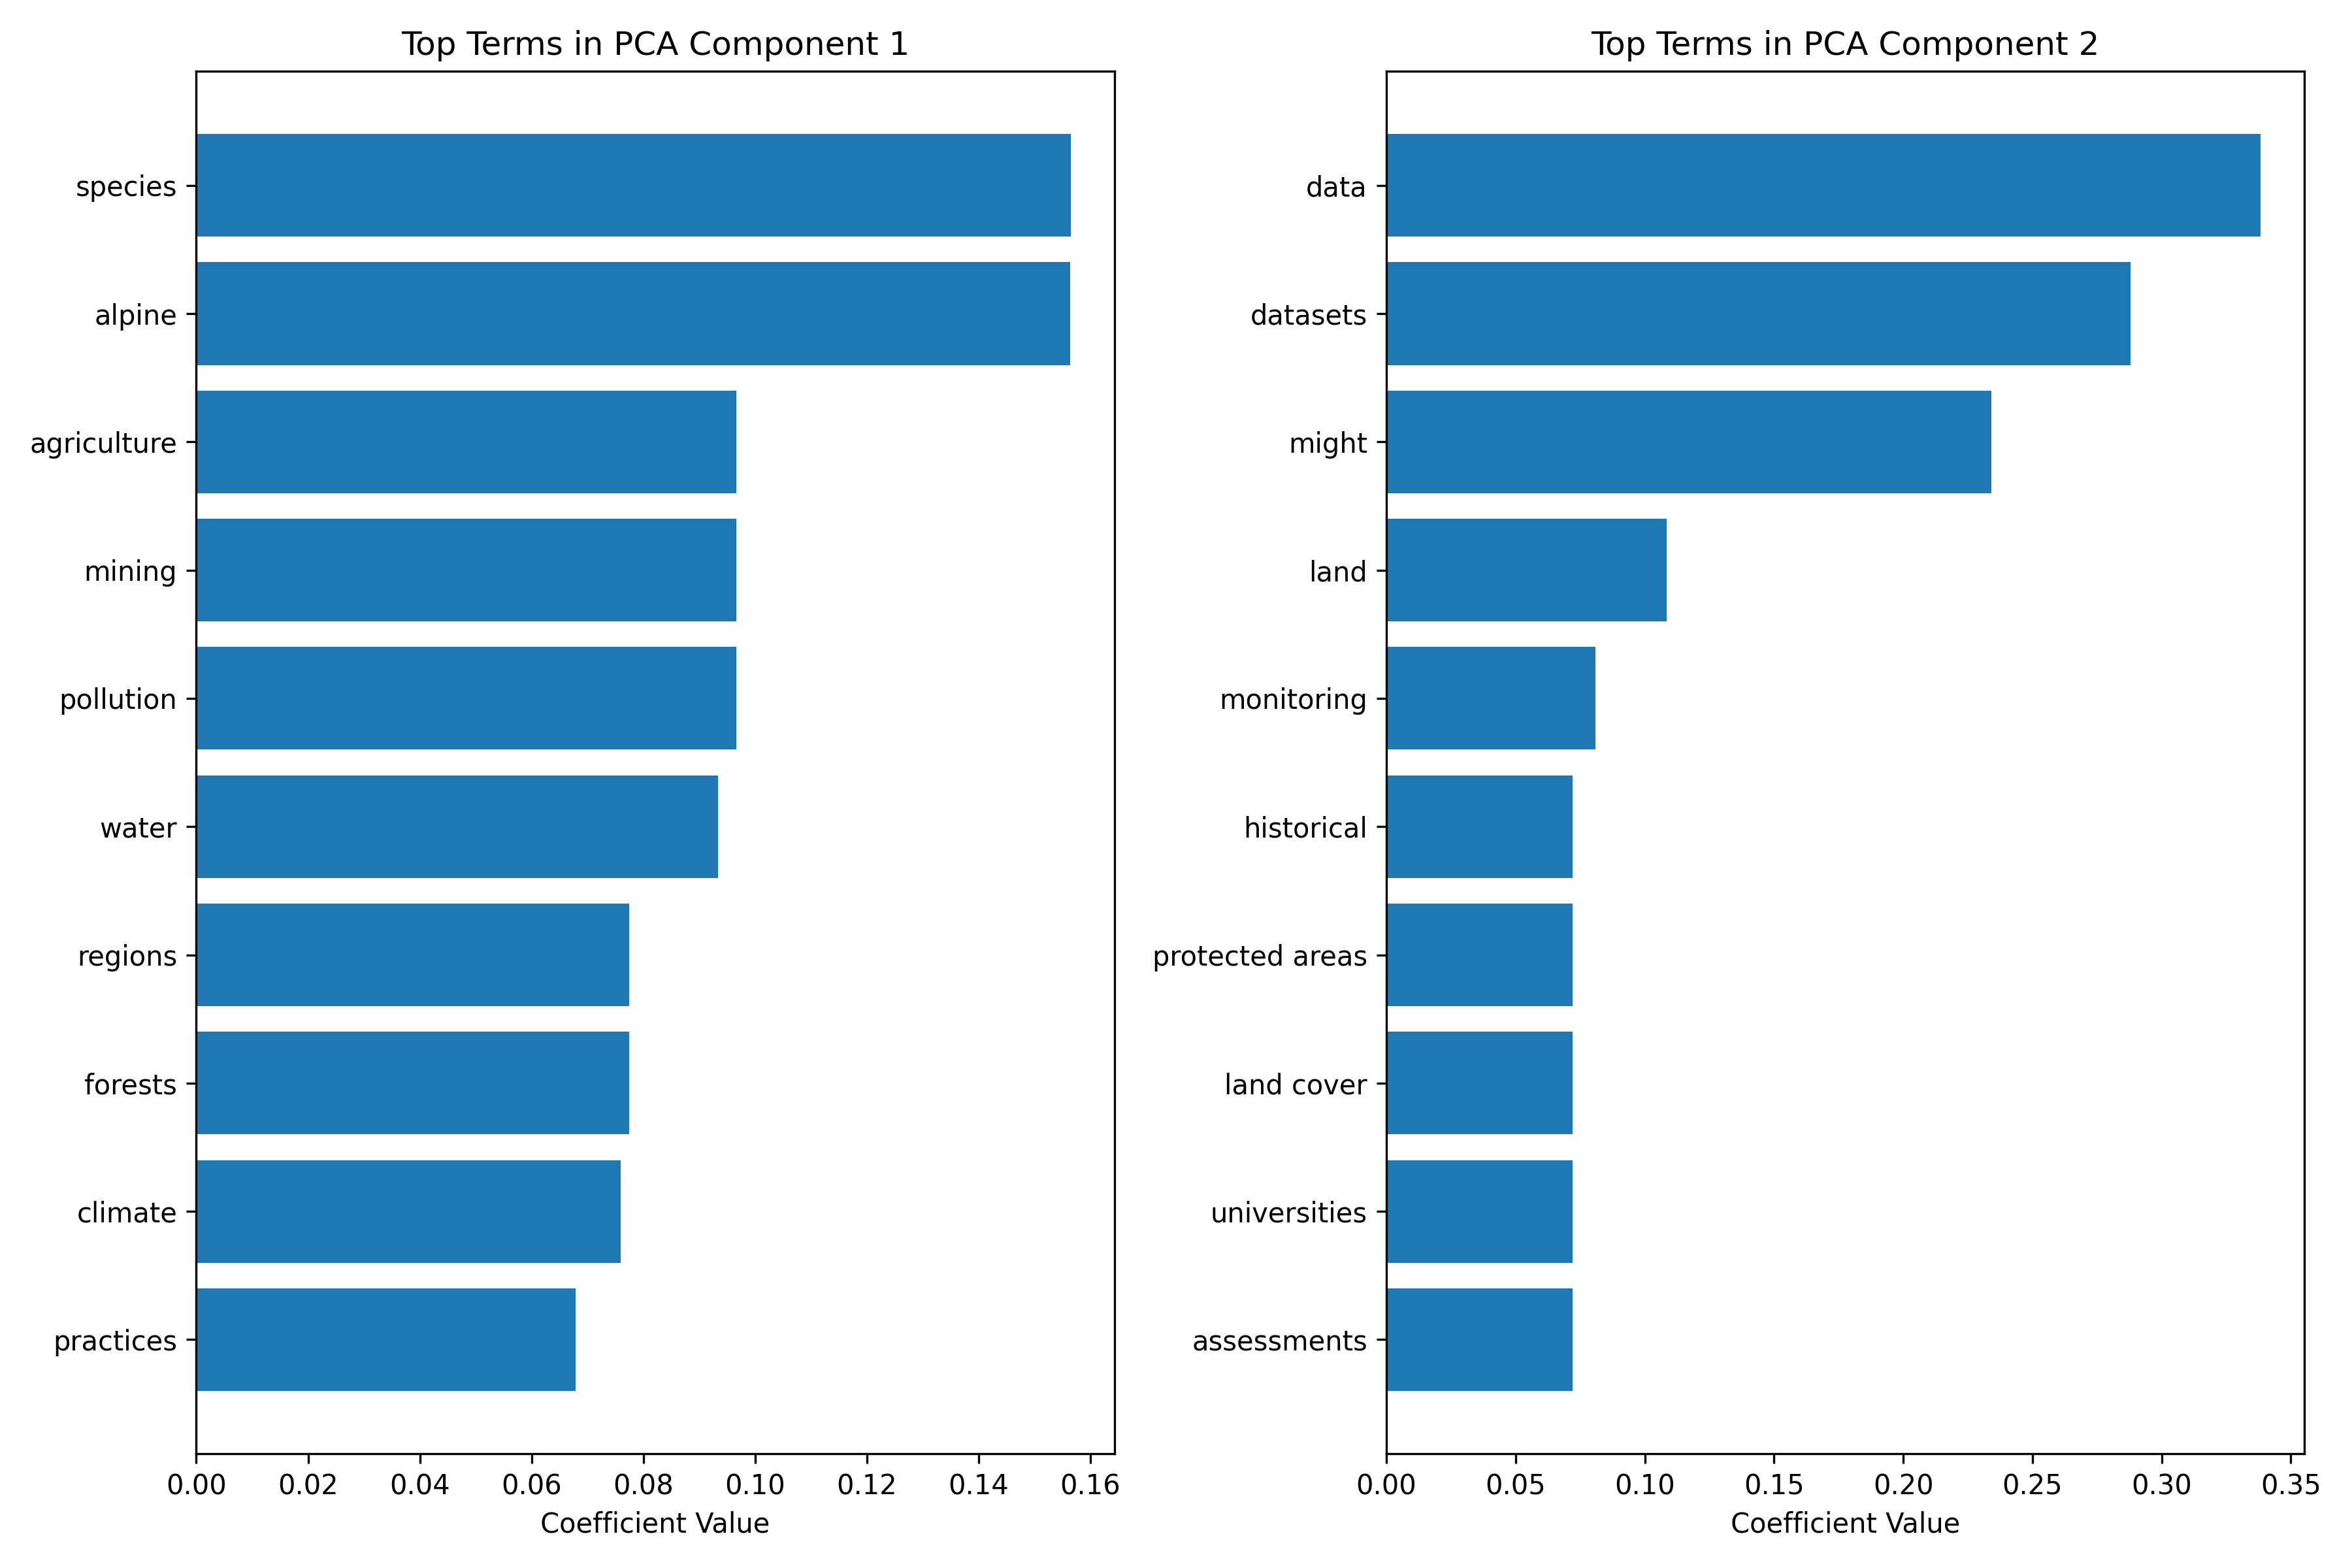 Top Terms in PCA Component 1
species
alpine
agriculture
mining
pollution
water
regions
forests
climate
practices
0.00 0.02 0.04 0.06 0.08 0.10 0.12 0.14 0.16
Coefficient Value
Top Terms in PCA Component 2
data
datasets
might
land
monitoring
historical
protected areas
land cover
universities
assessments
0.00 0.05 0.10 0.15 0.20 0.25 0.30 0.35
Coefficient Value